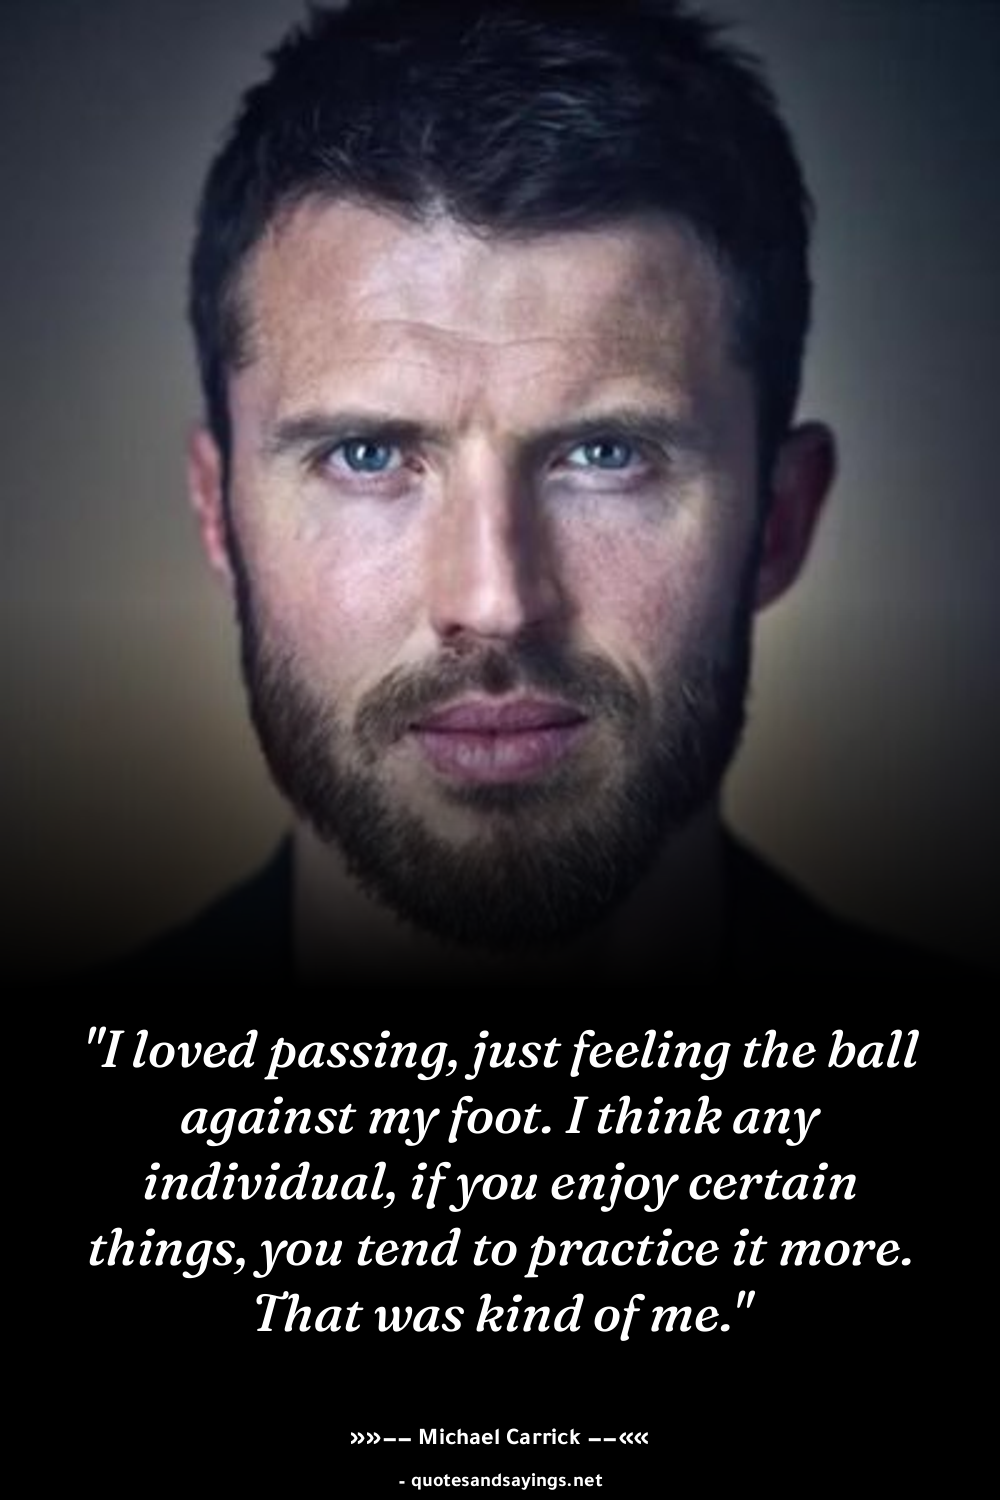 "I loved passing, just feeling the ball
against my foot. I think any
individual, if you enjoy certain
things, you tend to practice it more.
That was kind of me."
»»–– Michael Carrick ––««
- quotesandsayings.net